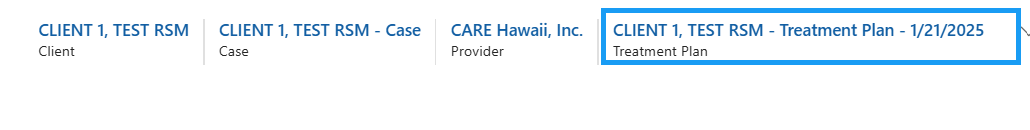 CLIENT 1, TEST RSM
Client
CLIENT 1, TEST RSM - Case
Case
CARE Hawaii, Inc.
Provider
CLIENT 1, TEST RSM - Treatment Plan - 1/21/2025
Treatment Plan